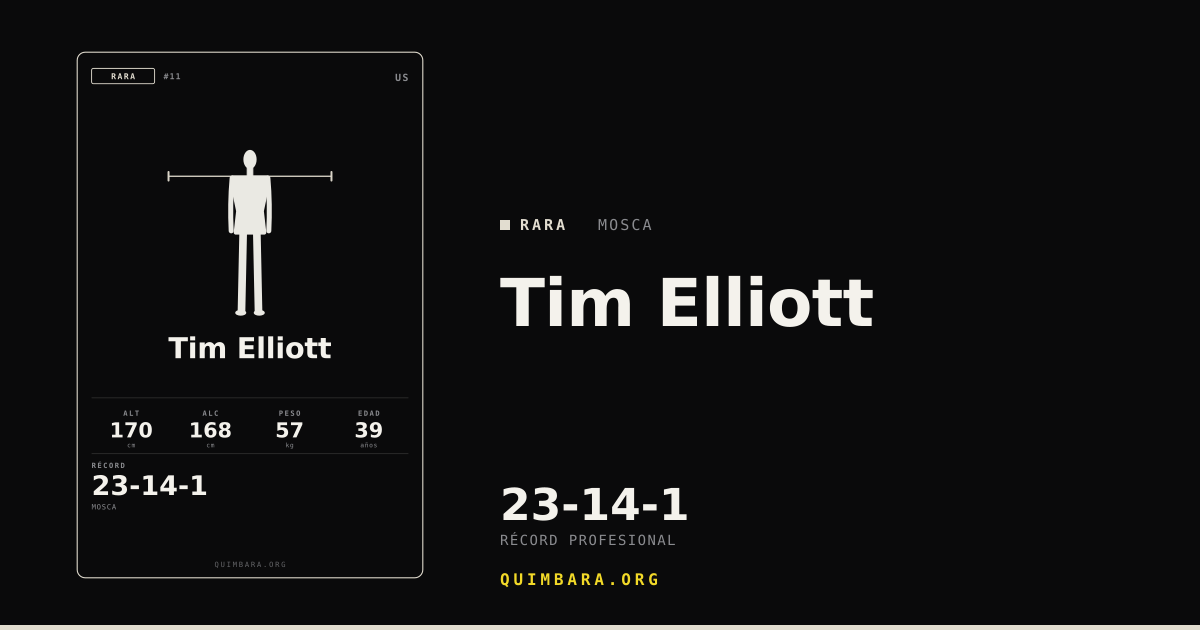 RARA #11 US
Tim Elliott
ALT ALC PESO EDAD
170 168 57 39
cm cm kg años
RÉCORD
23-14-1
MOSCA
QUIMBARA.ORG
RARA MOSCA
Tim Elliott
23-14-1
RÉCORD PROFESIONAL
QUIMBARA.ORG